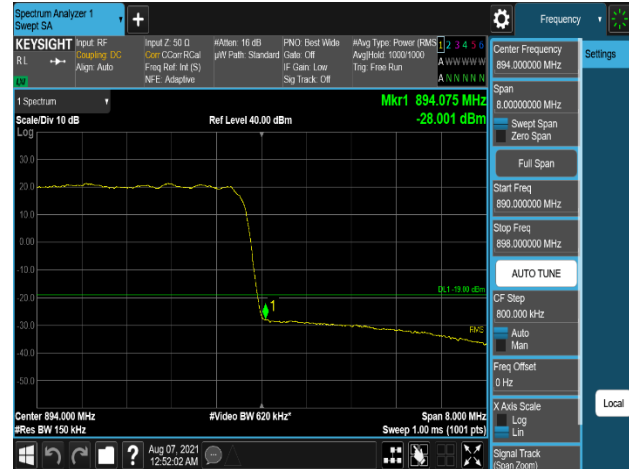 Spectrum Analyzer 1
Swept SA
+
Frequency
KEYSIGHT
RL
LM
Input: RF
Coupling: DC
Align: Auto
Input Z: 50 Ω
Corr CCorr RCal
Freq Ref: Int (S)
NFE: Adaptive
#Atten: 16 dB
µW Path: Standard
PNO: Best Wide
Gate: Off
IF Gain: Low
Sig Track: Off
#Avg Type: Power (RMS
Avg|Hold: 1000/1000
Trig: Free Run
1 2 3 4 5 6
A W W W W W
A N N N N N
1 Spectrum
Scale/Div 10 dB
Ref Level 40.00 dBm
Mkr1 894.075 MHz
-28.001 dBm
Log
30.0
20.0
10.0
0.00
-10.0
-20.0
-30.0
-40.0
-50.0
DL1 -19.00 dBm
1
RMS
Center 894.000 MHz
#Video BW 620 kHz*
Span 8.000 MHz
#Res BW 150 kHz
Sweep 1.00 ms (1001 pts)
Center Frequency
894.000000 MHz
Settings
Span
8.00000000 MHz
Swept Span
Zero Span
Full Span
Start Freq
890.000000 MHz
Stop Freq
898.000000 MHz
AUTO TUNE
CF Step
800.000 kHz
Auto
Man
Freq Offset
0 Hz
X Axis Scale
Log
Lin
Local
Signal Track
(Span Zoom)
?
Aug 07, 2021
12:52:02 AM